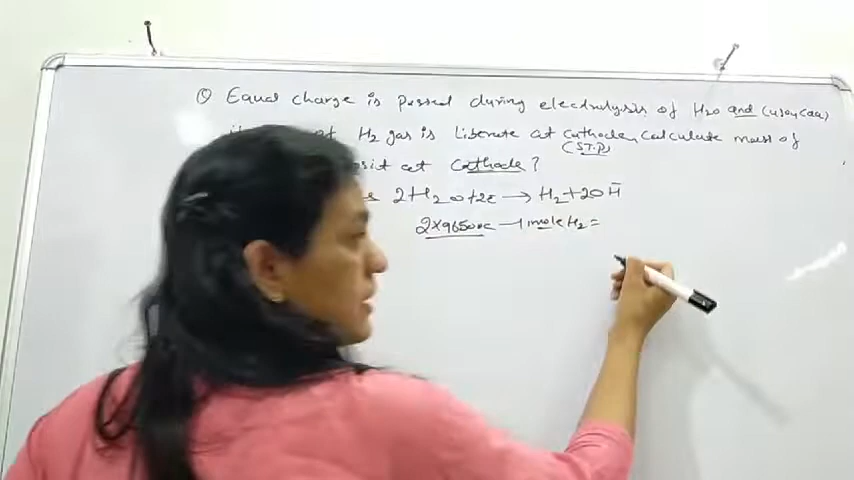 Q Equal charge is passed during electrolysis of H2O and CuSO4(aq)
of H2 gas is Liberate at cathode, calculate mass of
(S.T.P)
at Cathode ?
2H2O+2e → H2+2OH̄
2×96500c — 1 mole H2 =